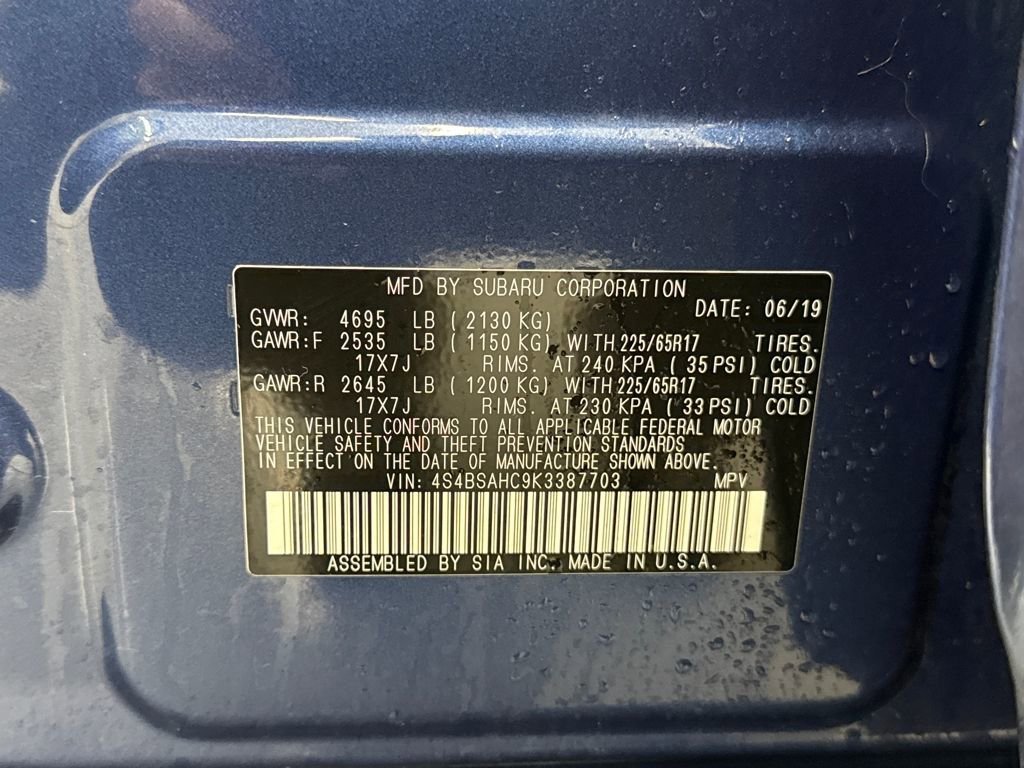 MFD BY SUBARU CORPORATION
DATE: 06/19
GVWR: 4695 LB (2130 KG)
GAWR:F 2535 LB (1150 KG) WITH 225/65R17 TIRES.
17X7J RIMS. AT 240 KPA (35 PSI) COLD
GAWR:R 2645 LB (1200 KG) WITH 225/65R17 TIRES.
17X7J RIMS. AT 230 KPA (33 PSI) COLD
THIS VEHICLE CONFORMS TO ALL APPLICABLE FEDERAL MOTOR
VEHICLE SAFETY AND THEFT PREVENTION STANDARDS
IN EFFECT ON THE DATE OF MANUFACTURE SHOWN ABOVE.
VIN: 4S4BSAHC9K3387703 MPV
ASSEMBLED BY SIA INC. MADE IN U.S.A.